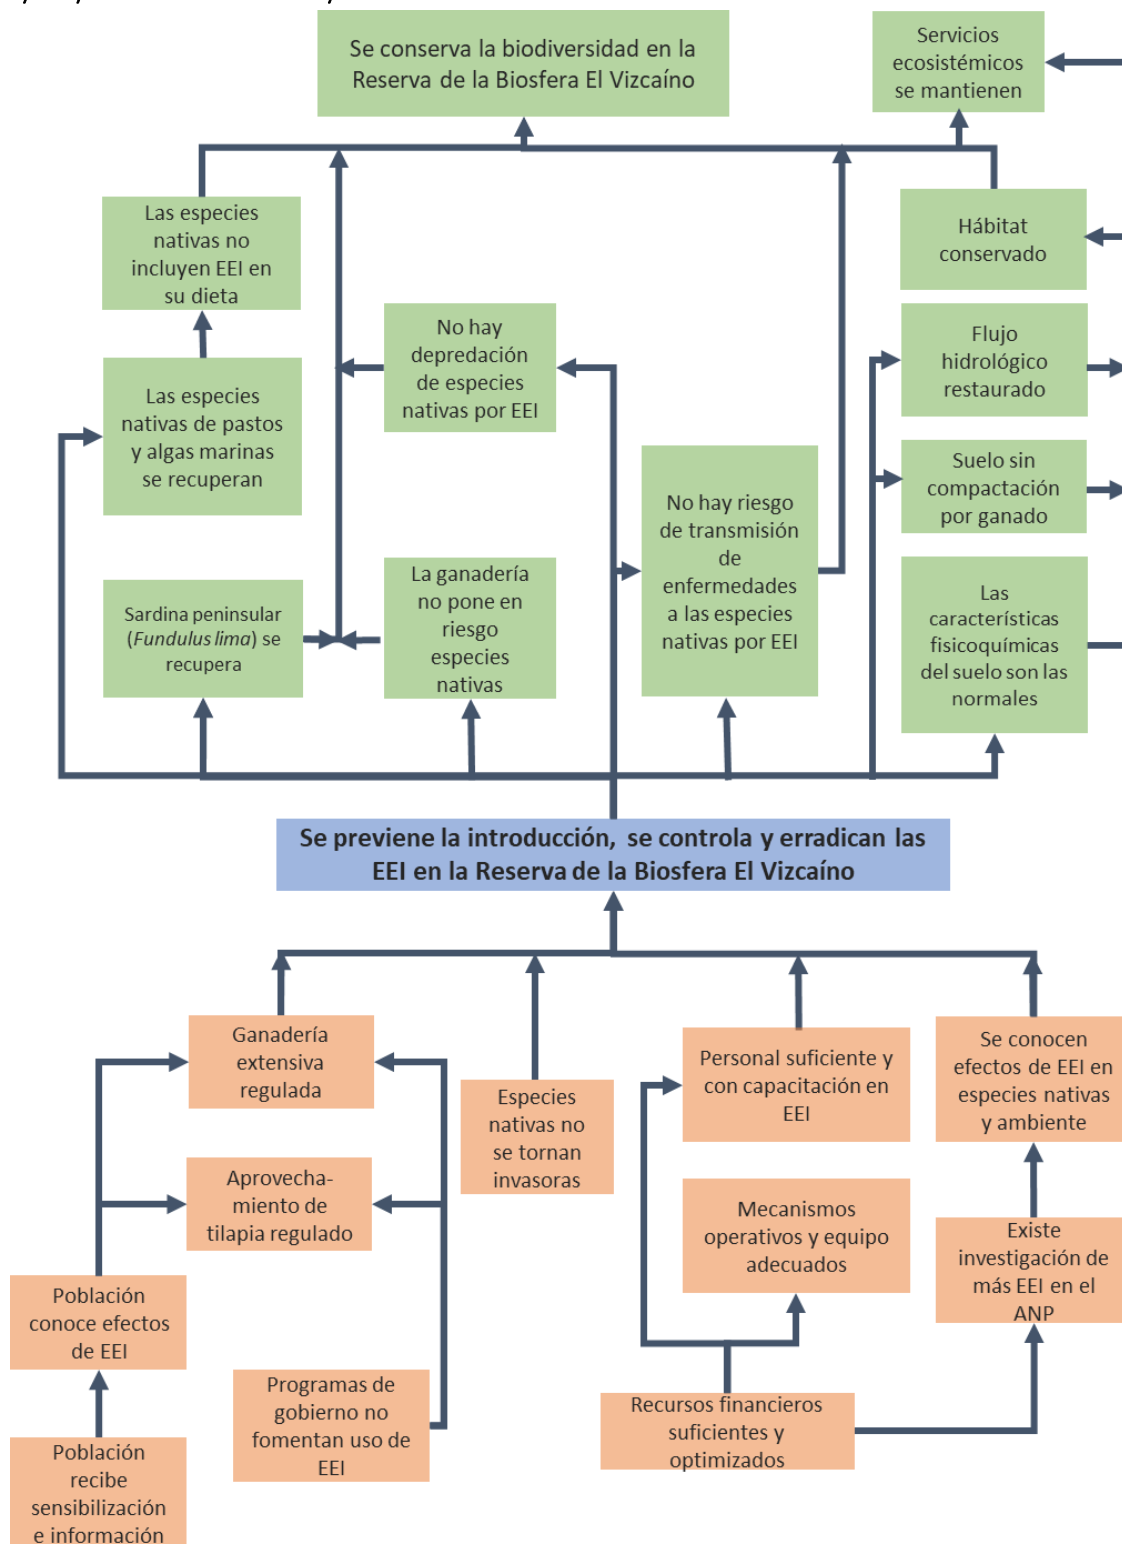 Se conserva la biodiversidad en la
Reserva de la Biosfera El Vizcaíno
Servicios
ecosistémicos
se mantienen
Las especies
nativas no
incluyen EEI en
su dieta
Hábitat
conservado
No hay
depredación
de especies
nativas por EEI
Flujo
hidrológico
restaurado
Las especies
nativas de pastos
y algas marinas
se recuperan
Suelo sin
compactación
por ganado
No hay riesgo
de transmisión
de
enfermedades
a las especies
nativas por EEI
Sardina peninsular
(Fundulus lima) se
recupera
La ganadería
no pone en
riesgo
especies
nativas
Las
características
fisicoquímicas
del suelo son las
normales
Se previene la introducción, se controla y erradican las
EEI en la Reserva de la Biosfera El Vizcaíno
Ganadería
extensiva
regulada
Especies
nativas no
se tornan
invasoras
Personal suficiente y
con capacitación en
EEI
Se conocen
efectos de EEI en
especies nativas
y ambiente
Aprovecha-
miento de
tilapia regulado
Mecanismos
operativos y equipo
adecuados
Existe
investigación de
más EEI en el
ANP
Población
conoce efectos
de EEI
Programas de
gobierno no
fomentan uso de
EEI
Recursos financieros
suficientes y
optimizados
Población
recibe
sensibilización
e información